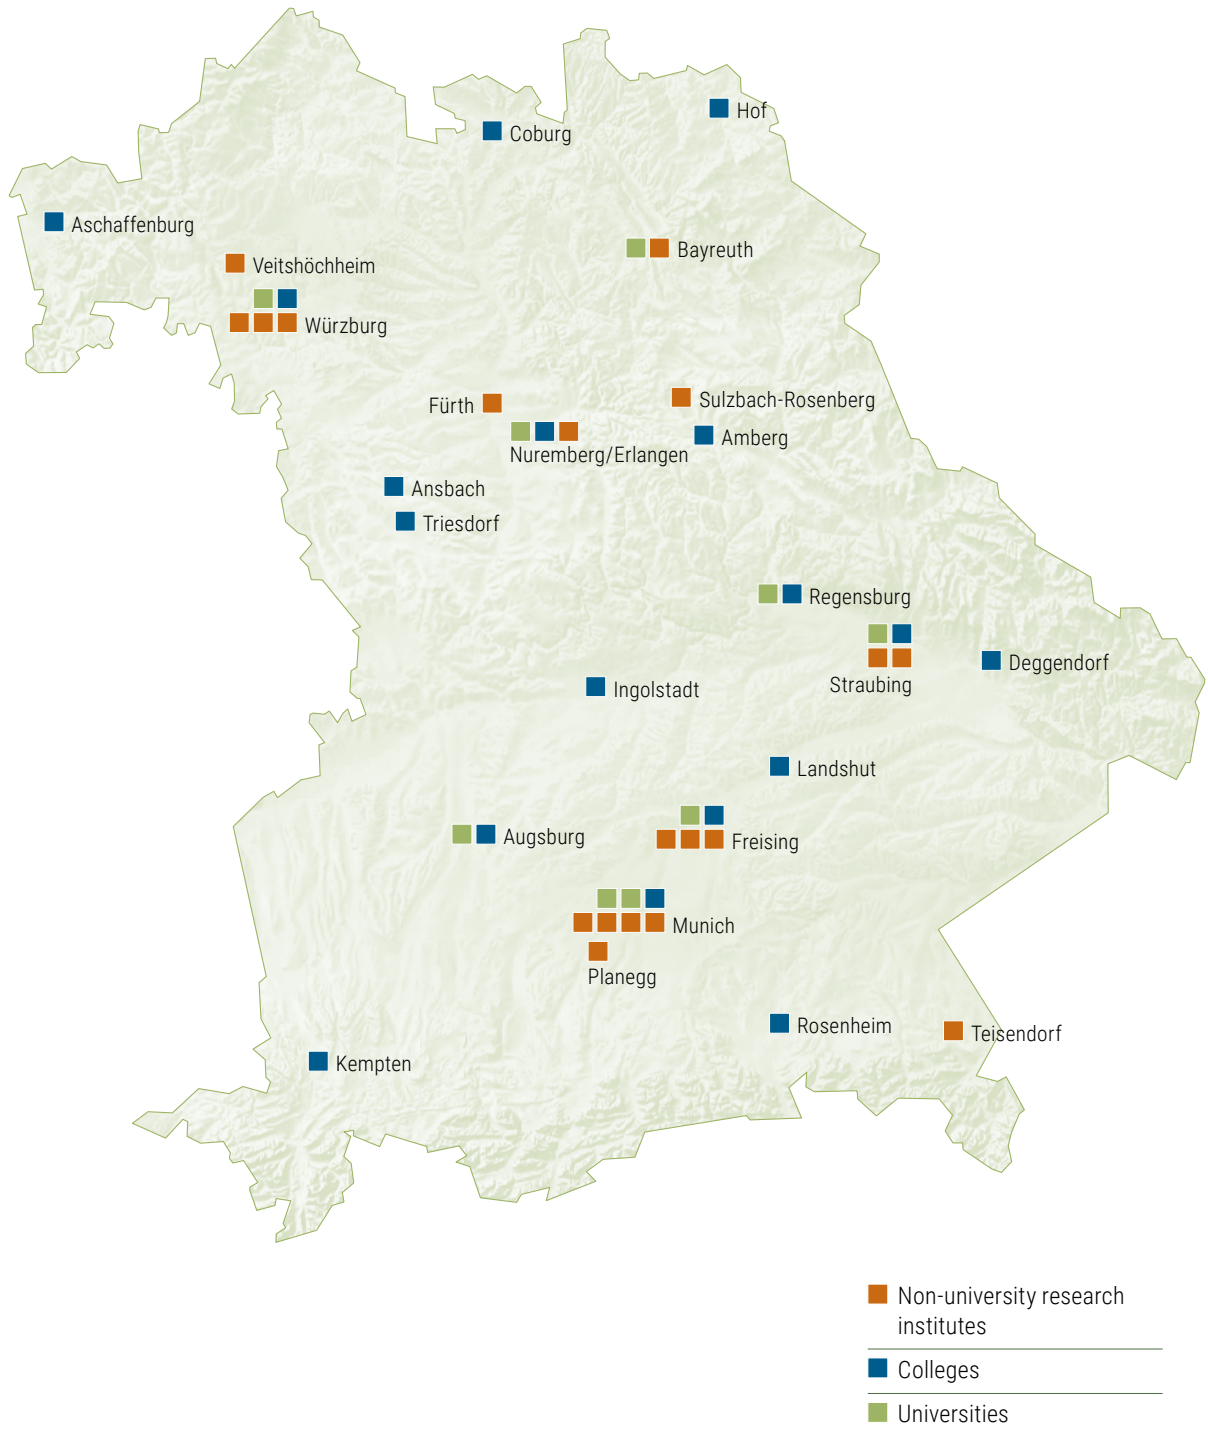 Hof
Coburg
Aschaffenburg
Bayreuth
Veitshöchheim
Würzburg
Sulzbach-Rosenberg
Fürth
Amberg
Nuremberg/Erlangen
Ansbach
Triesdorf
Regensburg
Deggendorf
Straubing
Ingolstadt
Landshut
Augsburg
Freising
Munich
Planegg
Rosenheim
Teisendorf
Kempten
Non-university research
institutes
Colleges
Universities